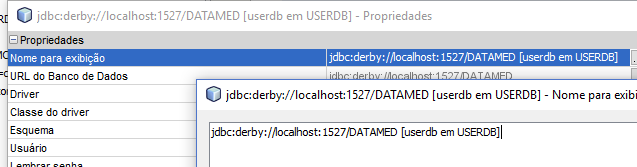 jdbc:derby://localhost:1527/DATAMED [userdb em USERDB] - Propriedades
Propriedades
Nome para exibição jdbc:derby://localhost:1527/DATAMED [userdb em USERDB]
URL do Banco de Dados jdbc:derby://localhost:1527/DATAMED
Driver
Classe do driver
Esquema
Usuário
Lembrar senha
jdbc:derby://localhost:1527/DATAMED [userdb em USERDB] - Nome para exibi
jdbc:derby://localhost:1527/DATAMED [userdb em USERDB]